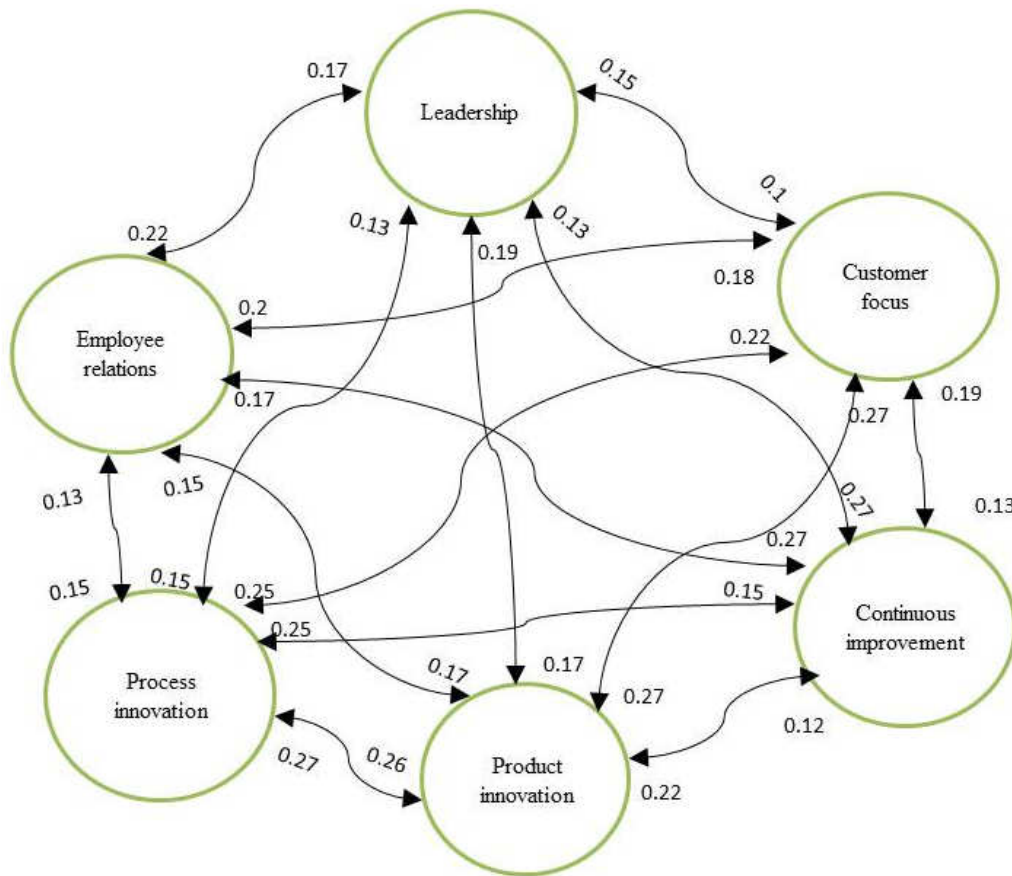 0.17
0.15
Leadership
0.1
0.22
0.13
0.19
0.13
0.18
Customer
focus
0.2
Employee
relations
0.22
0.17
0.27
0.19
0.13
0.15
0.27
0.27
0.13
0.15
0.15
0.25
0.15
0.25
Continuous
improvement
0.17
0.17
Process
innovation
0.27
0.12
0.27
0.26
Product
innovation
0.22